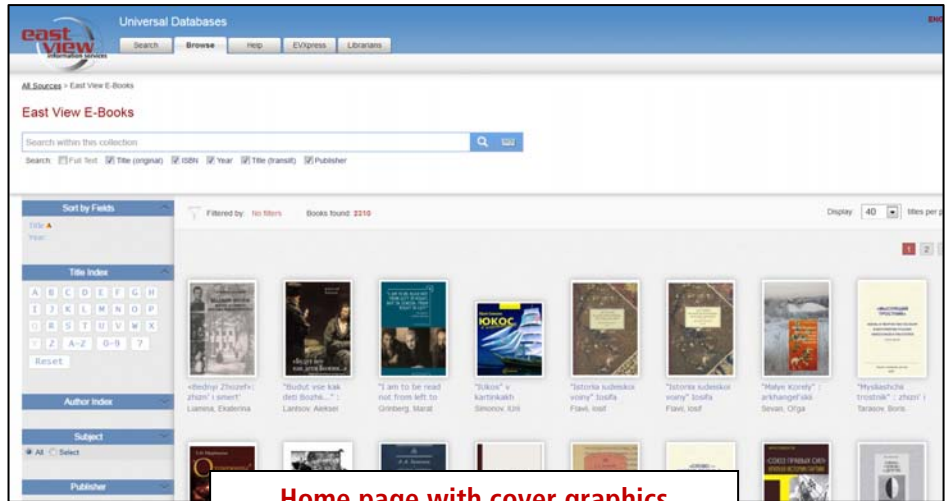 east
view
information services
Universal Databases
ENG
Search Browse Help EVXpress Librarians
All Sources > East View E-Books
East View E-Books
Search within this collection
Search: Full Text Title (original) ISBN Year Title (translit) Publisher
Sort by Fields
Title
Year
Filtered by: No filters Books found: 2310
Display 40 titles per p
1 2
Title Index
A B C D E F G H
I J K L M N O P
Q R S T U V W X
Y Z A-Z 0-9 ?
Reset
ЮКОС
«Bednyi Zhozef»:
zhizn' i smert'
Liamina, Ekaterina
"Budut vse kak
deti Bozhii..." :
Lantsov, Aleksei
"I am to be read
not from left to
Grinberg, Marat
"IUkos" v
kartinkakh
Simonov, IUrii
"Istoriia iudeiskoi
voiny" Iosifa
Flavii, Iosif
"Istoriia iudeiskoi
voiny" Iosifa
Flavii, Iosif
"Malye Korely" :
arkhangel'skii
Sevan, Ol'ga
"Mysliashchii
trostnik" : zhizn' i
Tarasov, Boris.
Author Index
Subject
All Select
Publisher
Home page with cover graphics